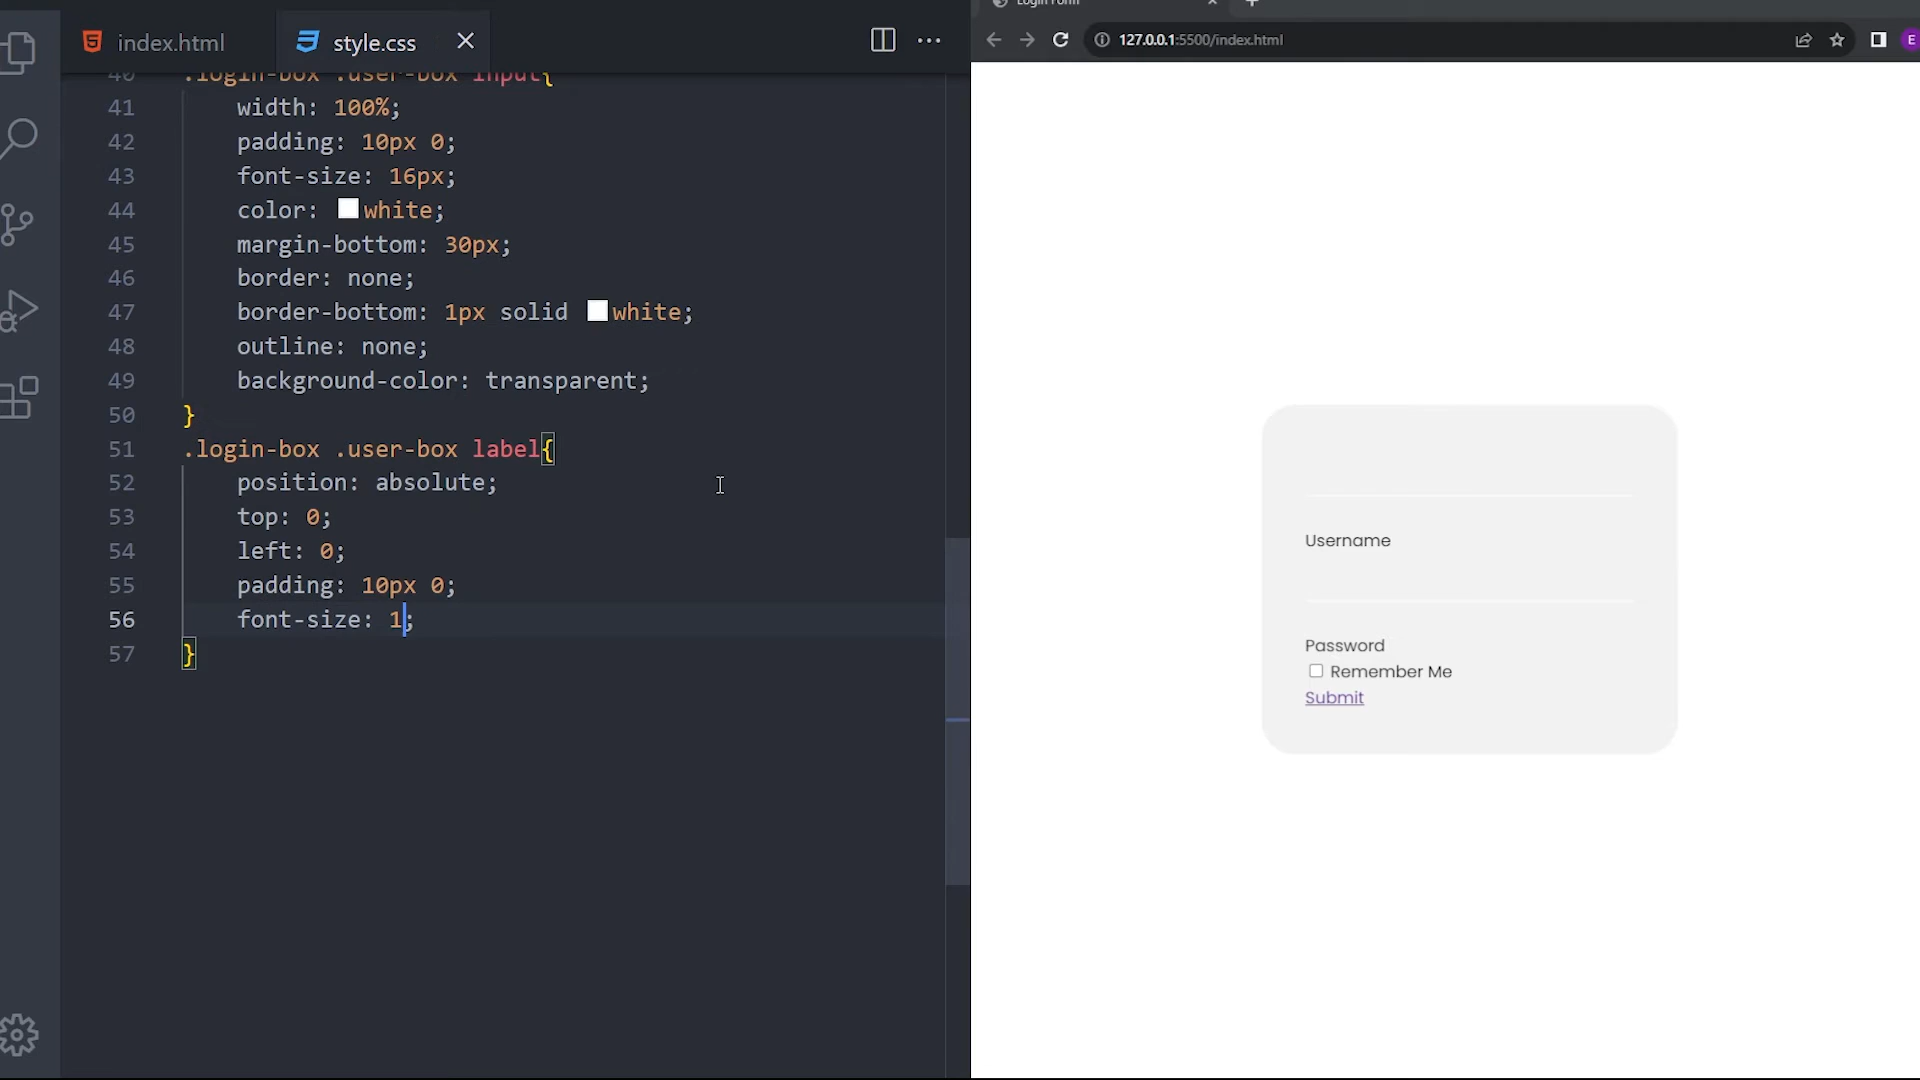 index.html
style.css
40 .login-box .user-box input{
41 width: 100%;
42 padding: 10px 0;
43 font-size: 16px;
44 color: white;
45 margin-bottom: 30px;
46 border: none;
47 border-bottom: 1px solid white;
48 outline: none;
49 background-color: transparent;
50 }
51 .login-box .user-box label{
52 position: absolute;
53 top: 0;
54 left: 0;
55 padding: 10px 0;
56 font-size: 1;
57 }
Login Form
127.0.0.1:5500/index.html
E
Username
Password
Remember Me
Submit